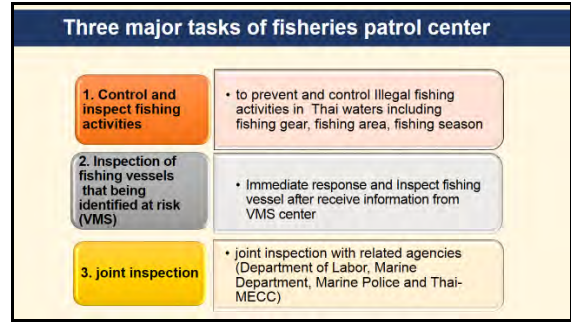 Three major tasks of fisheries patrol center
1. Control and
inspect fishing
activities
• to prevent and control Illegal fishing
activities in Thai waters including
fishing gear, fishing area, fishing season
2. Inspection of
fishing vessels
that being
identified at risk
(VMS)
• Immediate response and Inspect fishing
vessel after receive information from
VMS center
3. joint inspection
• joint inspection with related agencies
(Department of Labor, Marine
Department, Marine Police and Thai-
MECC)